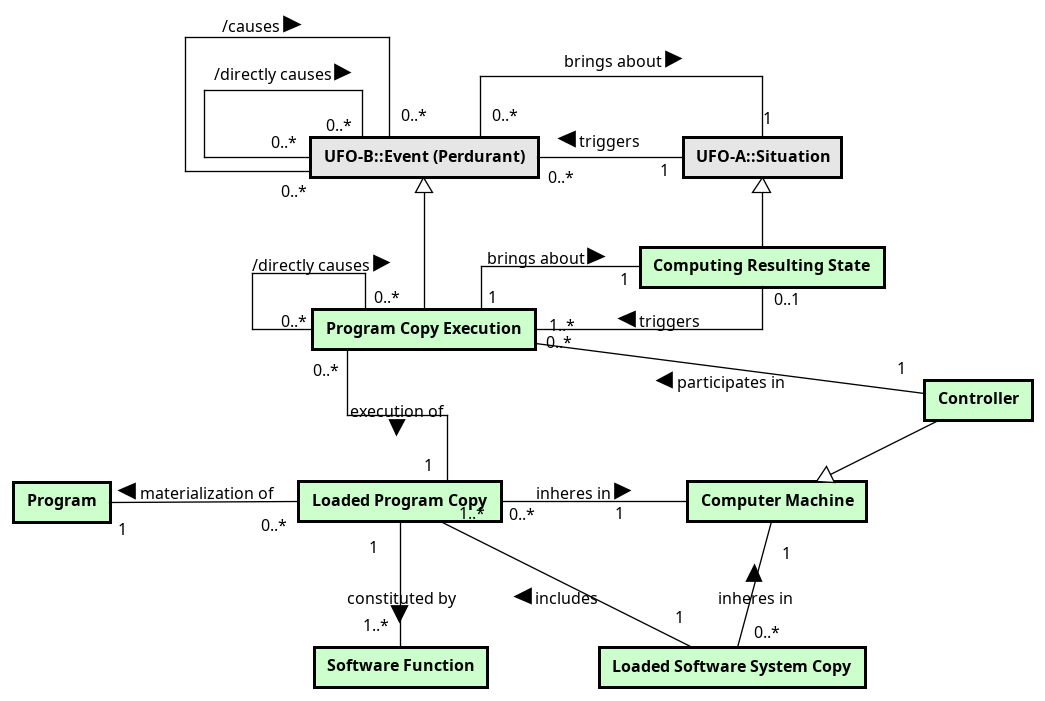 /causes
/directly causes
brings about
0..*
0..*
0..*
1
0..*
triggers
UFO-B::Event (Perdurant)
UFO-A::Situation
0..*
1
0..*
/directly causes
brings about
Computing Resulting State
1
0..*
1
0..1
0..*
triggers
1..*
Program Copy Execution
0..*
0..*
1
participates in
Controller
execution of
1
materialization of
inheres in
Program
Loaded Program Copy
Computer Machine
1..*
0..*
1
1
0..*
1
1
constituted by
includes
inheres in
1
1..*
0..*
Software Function
Loaded Software System Copy